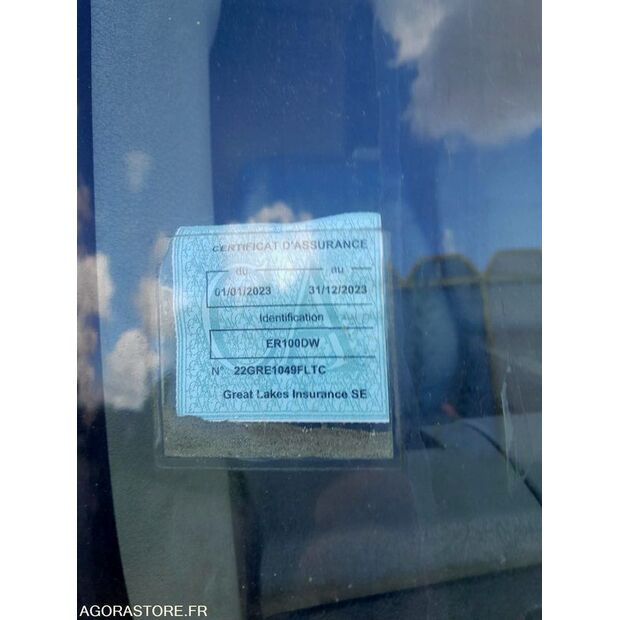 CERTIFICAT D'ASSURANCE
du au
01/01/2023 31/12/2023
Identification
ER100DW
N° 22GRE1049FLTC
Great Lakes Insurance SE
AGORASTORE.FR